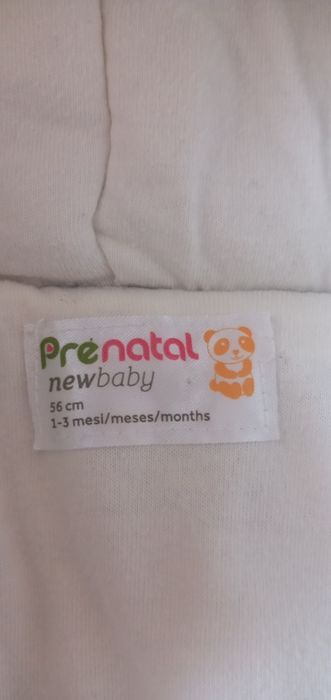 Prénatal
newbaby
56 cm
1-3 mesi/meses/months